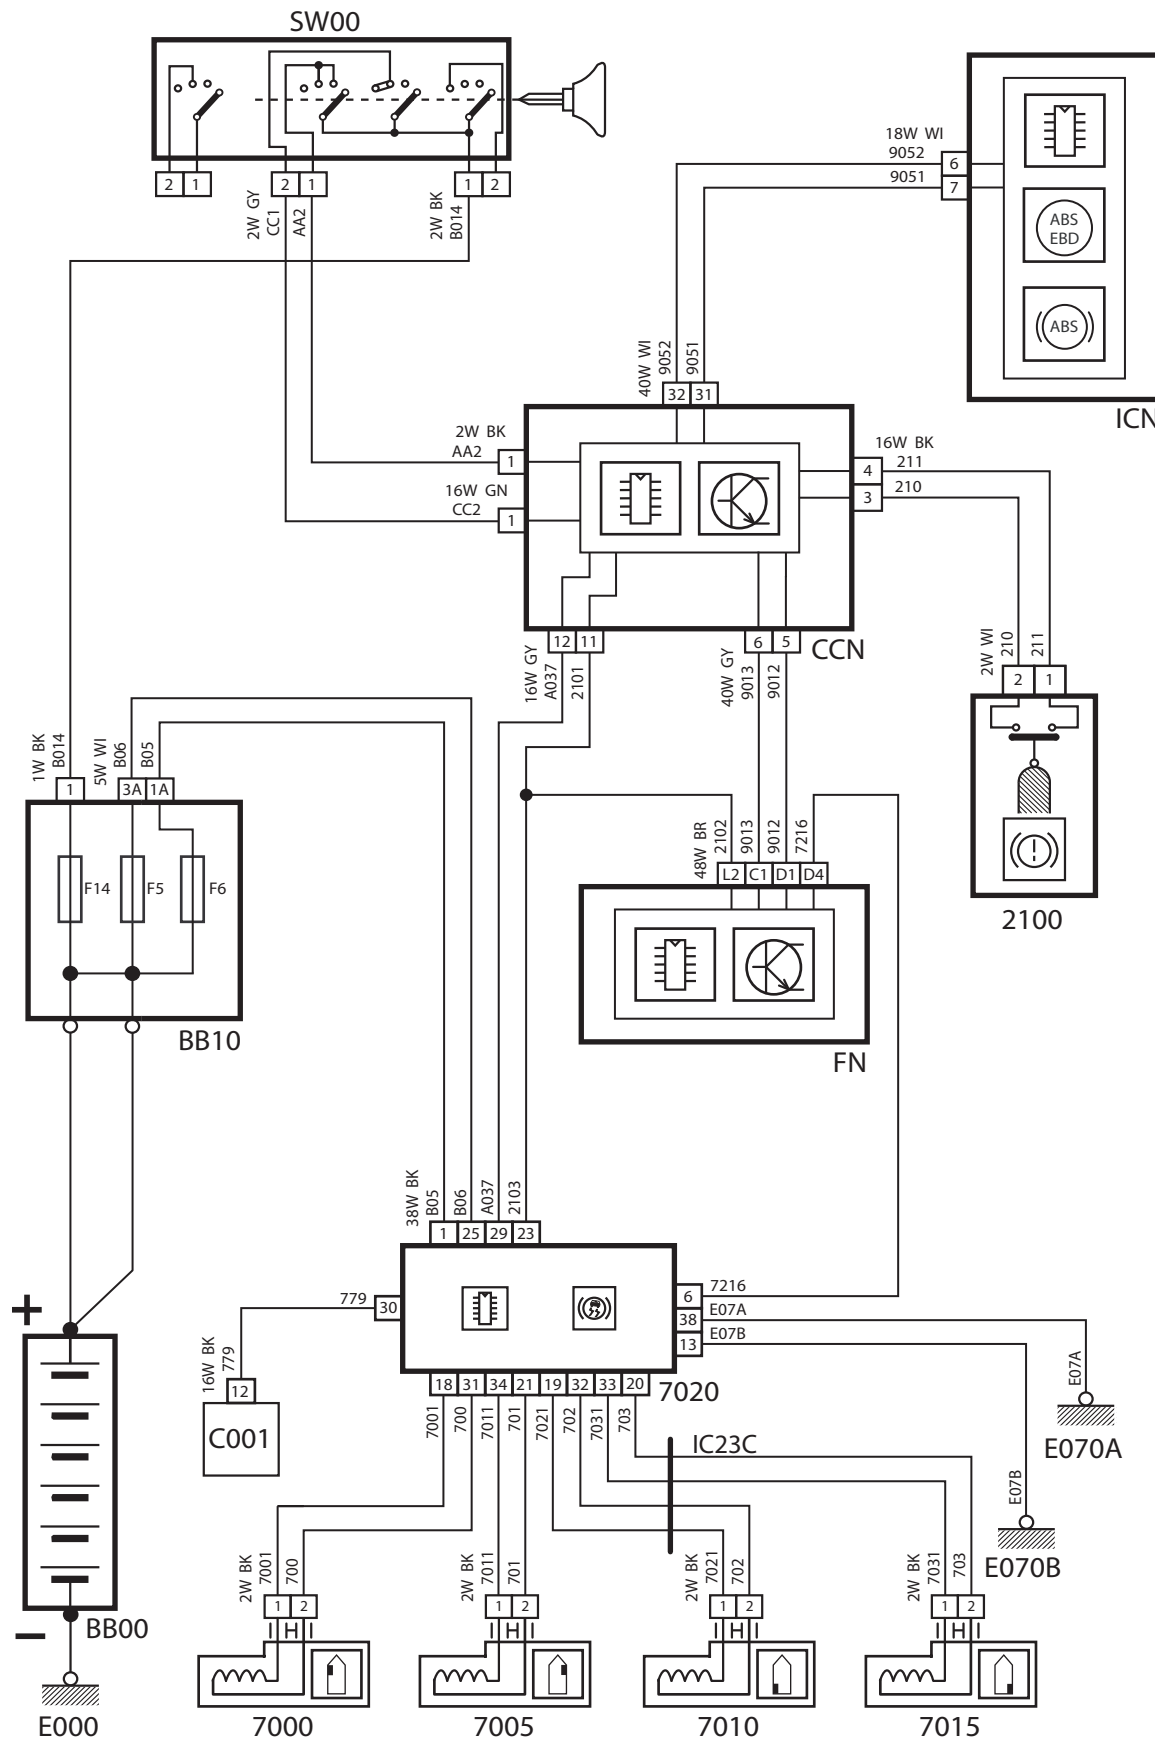 SW00
2 1
2 1
1 2
2W GY
CC1
AA2
2W BK
B014
18W WI
9052
9051
6
7
ABS
EBD
ABS
ICN
40W WI
9052
9051
32 31
2W BK
AA2
1
16W GN
CC2
1
16W BK
211
210
4
3
12 11
6 5
CCN
16W GY
A037
2101
40W GY
9013
9012
2W WI
210
211
2 1
2100
1W BK
B014
5W WI
B06
B05
1
3A 1A
F14
F5
F6
BB10
48W BR
2102
9013
9012
7216
L2 C1 D1 D4
FN
38W BK
B05
B06
A037
2103
1 25 29 23
779
30
6
38
13
7216
E07A
E07B
16W BK
779
12
C001
18 31 34 21 19 32 33 20
7020
7001
700
7011
701
7021
702
7031
703
IC23C
E07A
E070A
E07B
E070B
+
−
BB00
E000
2W BK
7001
700
1 2
7000
2W BK
7011
701
1 2
7005
2W BK
7021
702
1 2
7010
2W BK
7031
703
1 2
7015